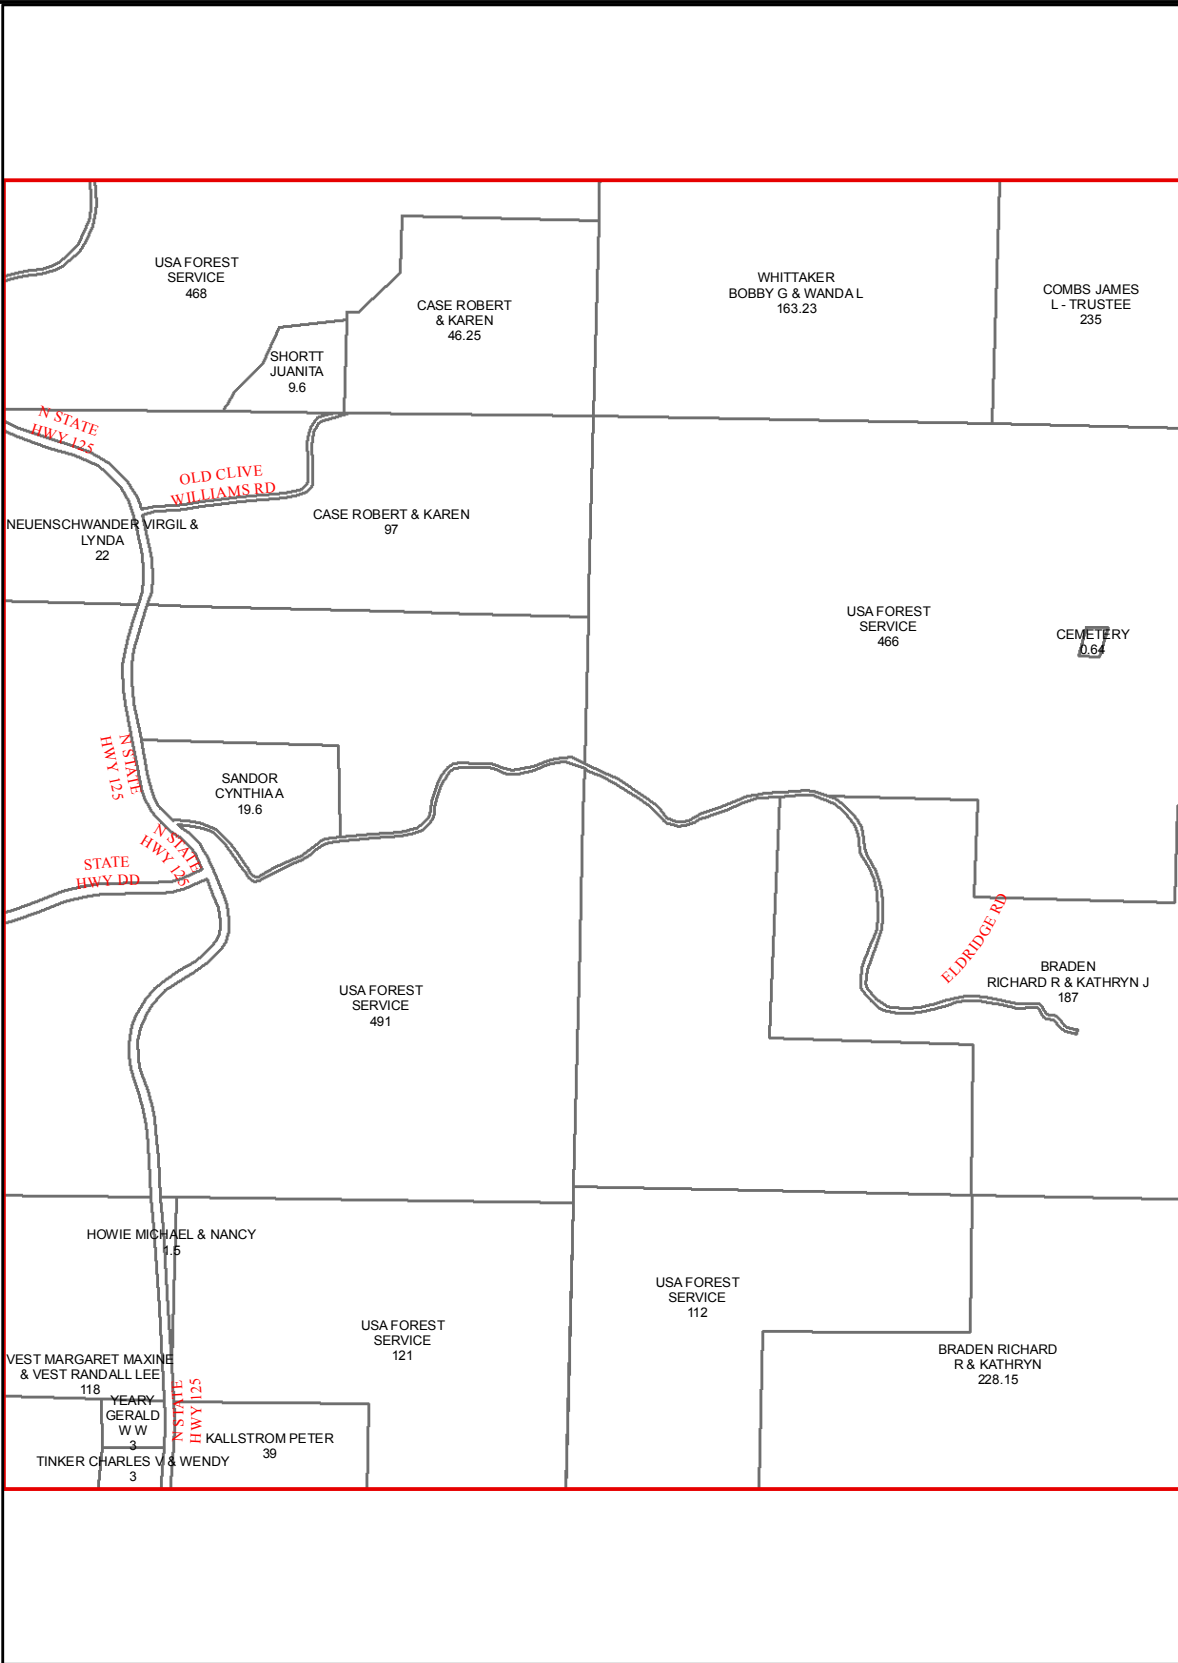 USA FOREST
SERVICE
468
CASE ROBERT
& KAREN
46.25
SHORTT
JUANITA
9.6
WHITTAKER
BOBBY G & WANDA L
163.23
COMBS JAMES
L - TRUSTEE
235
N STATE
HWY 125
OLD CLIVE
WILLIAMS RD
NEUENSCHWANDER VIRGIL &
LYNDA
22
CASE ROBERT & KAREN
97
USA FOREST
SERVICE
466
CEMETERY
0.64
N STATE
HWY 125
SANDOR
CYNTHIA A
19.6
N STATE
HWY 125
STATE
HWY DD
ELDRIDGE RD
BRADEN
RICHARD R & KATHRYN J
187
USA FOREST
SERVICE
491
HOWIE MICHAEL & NANCY
1.5
USA FOREST
SERVICE
112
USA FOREST
SERVICE
121
BRADEN RICHARD
R & KATHRYN
228.15
VEST MARGARET MAXINE
& VEST RANDALL LEE
118
YEARY
GERALD
W W
3
N STATE
HWY 125
KALLSTROM PETER
39
TINKER CHARLES V & WENDY
3